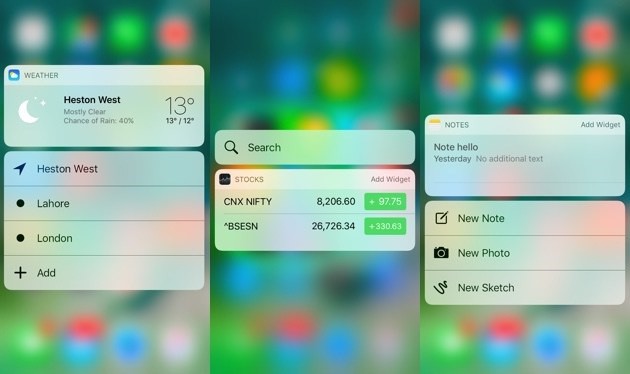 WEATHER
Heston West
Mostly Clear
Chance of Rain: 40%
13°
13° / 12°
Heston West
Lahore
London
Add
Search
STOCKS Add Widget
CNX NIFTY 8,206.60 + 97.75
^BSESN 26,726.34 +330.63
NOTES Add Widget
Note hello
Yesterday No additional text
New Note
New Photo
New Sketch